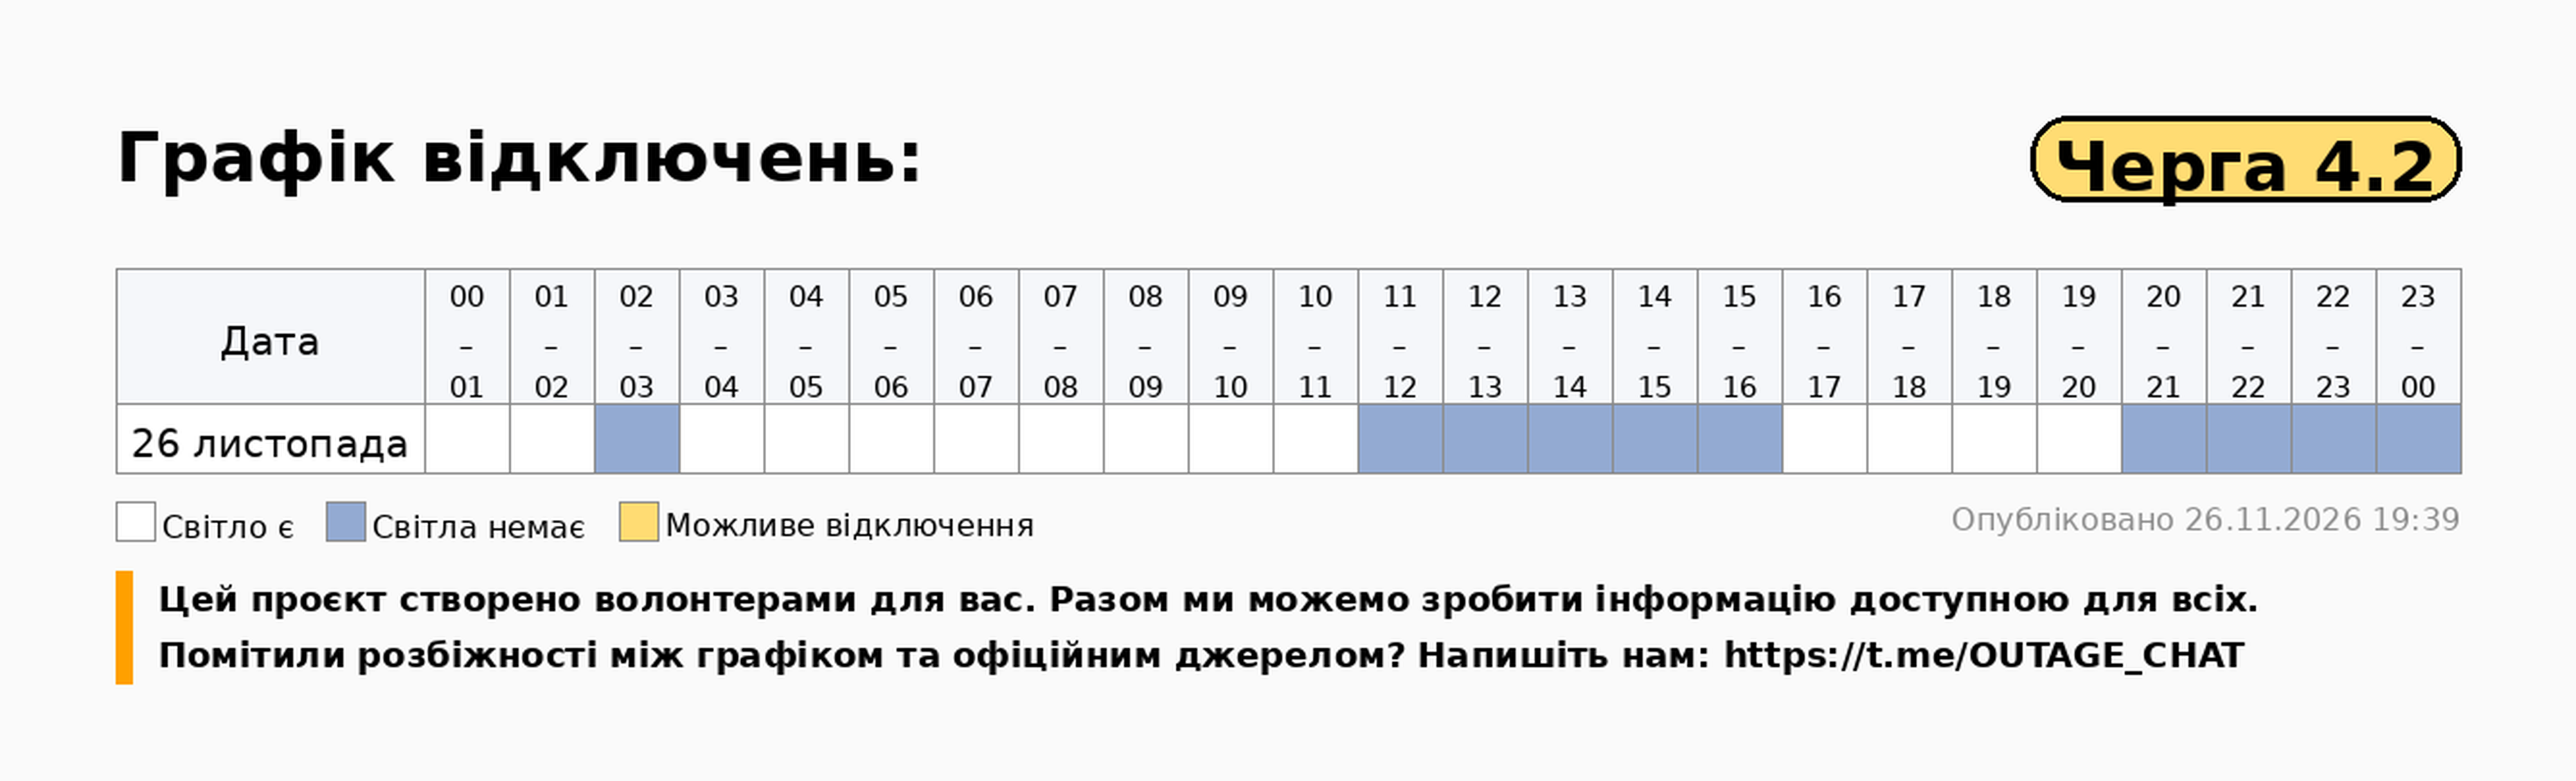 Графік відключень:
Черга 4.2
Дата
00 – 01
01 – 02
02 – 03
03 – 04
04 – 05
05 – 06
06 – 07
07 – 08
08 – 09
09 – 10
10 – 11
11 – 12
12 – 13
13 – 14
14 – 15
15 – 16
16 – 17
17 – 18
18 – 19
19 – 20
20 – 21
21 – 22
22 – 23
23 – 00
26 листопада
Світло є
Світла немає
Можливе відключення
Опубліковано 26.11.2026 19:39
Цей проєкт створено волонтерами для вас. Разом ми можемо зробити інформацію доступною для всіх.
Помітили розбіжності між графіком та офіційним джерелом? Напишіть нам: https://t.me/OUTAGE_CHAT